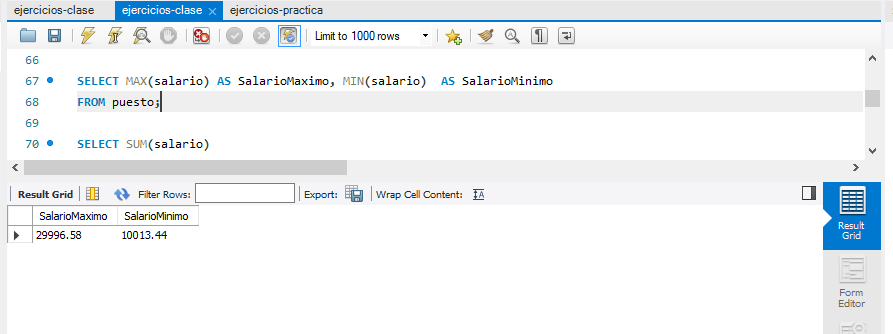 ejercicios-clase ejercicios-clase ejercicios-practica
Limit to 1000 rows
66
67 SELECT MAX(salario) AS SalarioMaximo, MIN(salario)  AS SalarioMinimo
68 FROM puesto;
69
70 SELECT SUM(salario)
Result Grid Filter Rows: Export: Wrap Cell Content: IA
SalarioMaximo SalarioMinimo
29996.58 10013.44
Result
Grid
Form
Editor